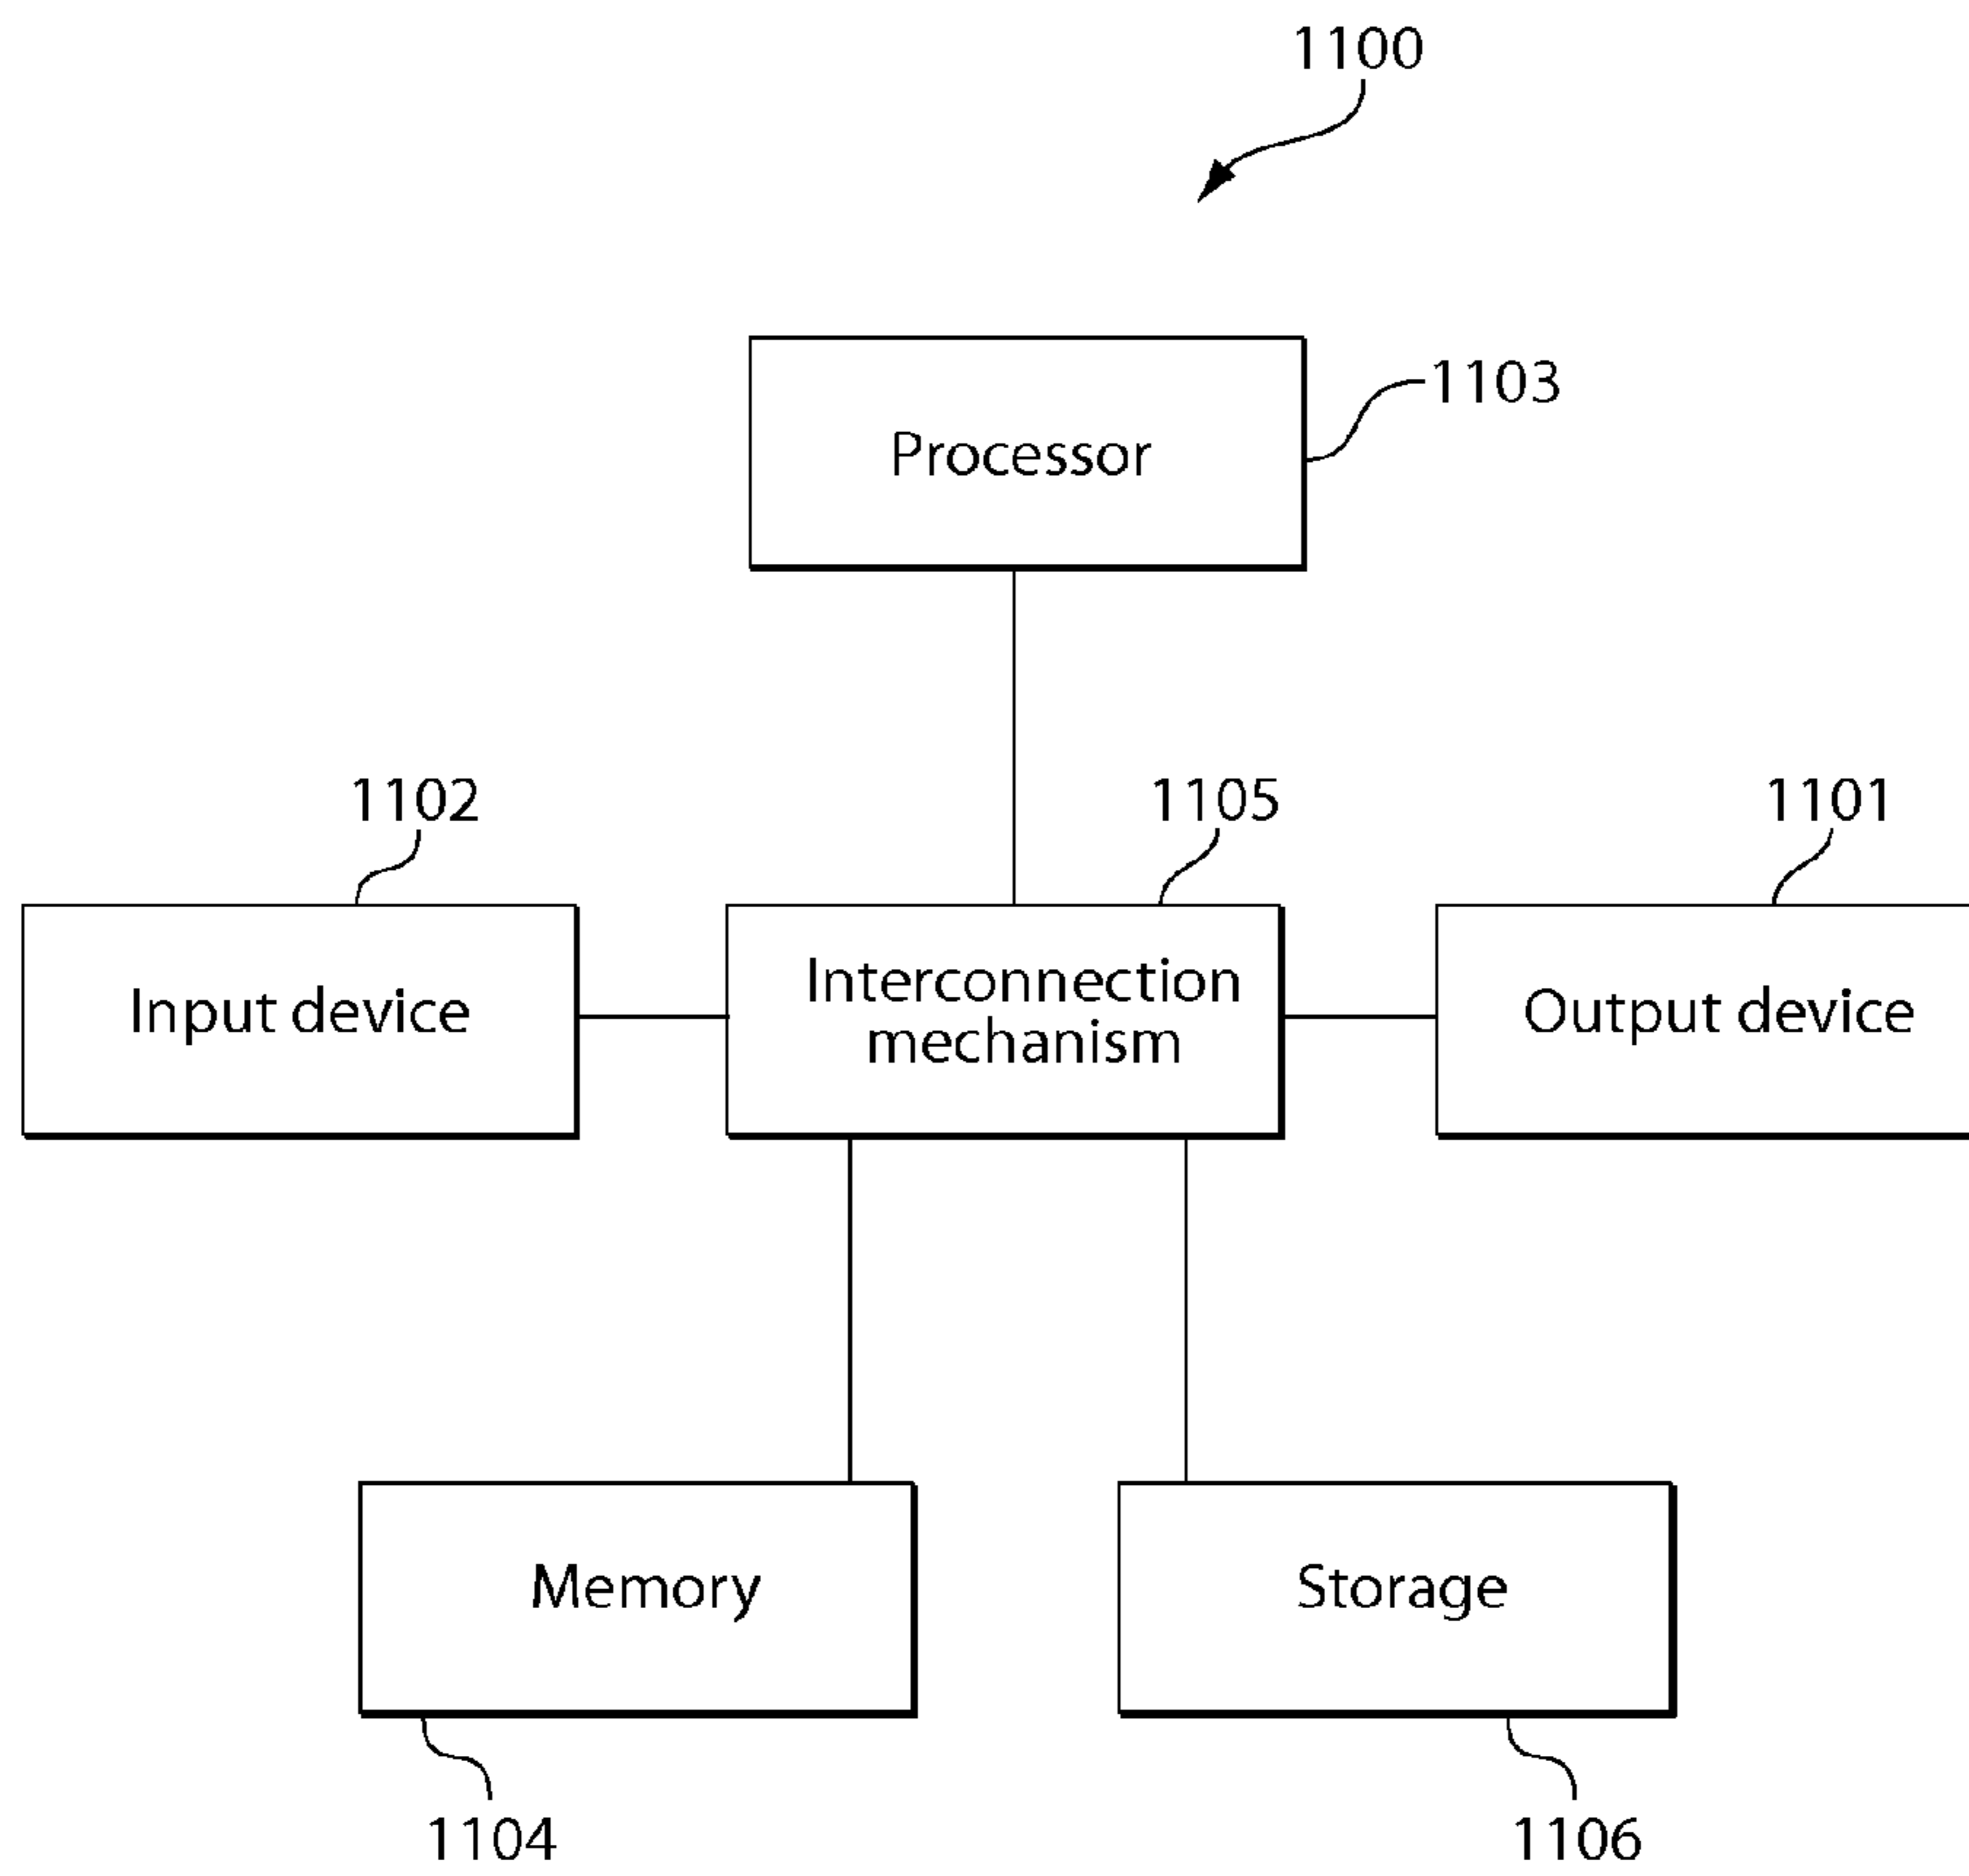 1100
1103
Processor
1102
1105
1101
Input device
Interconnection
mechanism
Output device
Memory
Storage
1104
1106